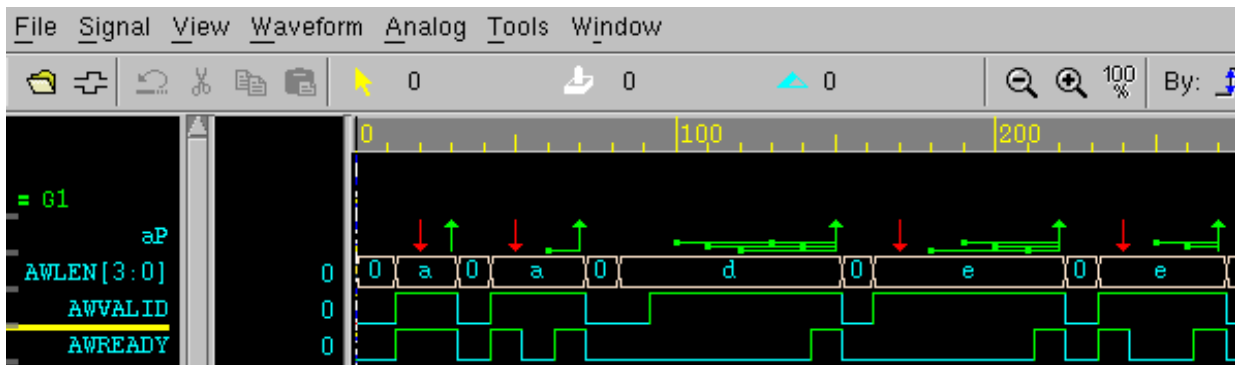 File Signal View Waveform Analog Tools Window
0 0 0 100 % By:
0 100 200
= G1
aP
AWLEN[3:0] 0 0 a 0 a 0 d 0 e 0 e
AWVALID 0
AWREADY 0